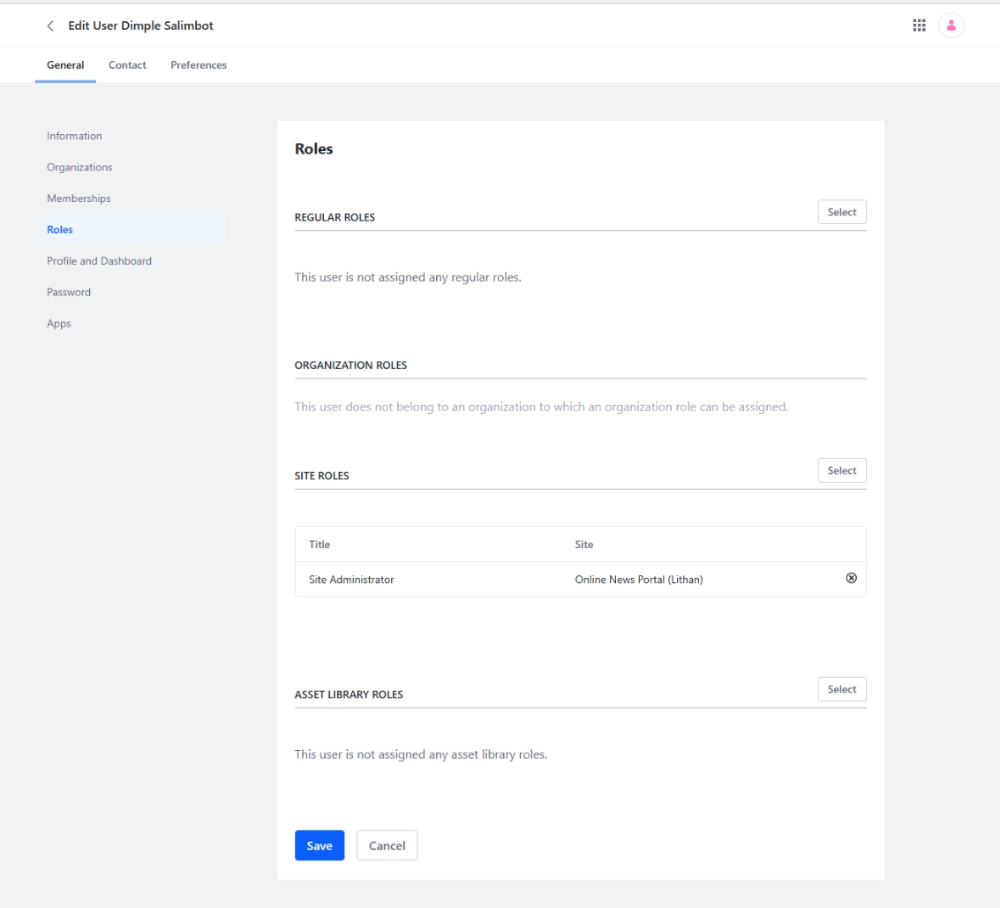 Edit User Dimple Salimbot
General Contact Preferences
Information
Organizations
Memberships
Roles
Profile and Dashboard
Password
Apps
Roles
REGULAR ROLES Select
This user is not assigned any regular roles.
ORGANIZATION ROLES
This user does not belong to an organization to which an organization role can be assigned.
SITE ROLES Select
Title Site
Site Administrator Online News Portal (Lithan)
ASSET LIBRARY ROLES Select
This user is not assigned any asset library roles.
Save Cancel